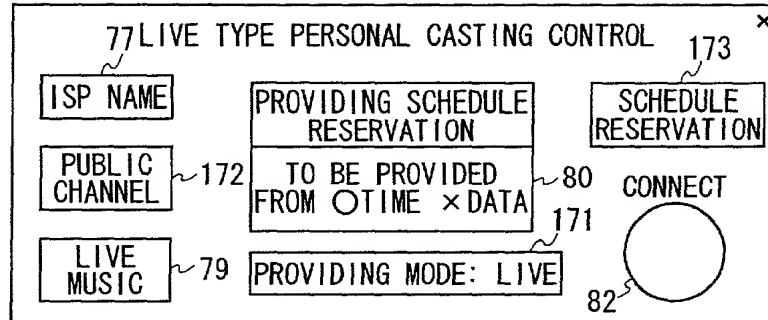 ×
77 LIVE TYPE PERSONAL CASTING CONTROL
173
ISP NAME
PROVIDING SCHEDULE
RESERVATION
SCHEDULE
RESERVATION
PUBLIC
CHANNEL
172
TO BE PROVIDED
FROM ○TIME ×DATA
80
CONNECT
171
LIVE
MUSIC
79
PROVIDING MODE: LIVE
82